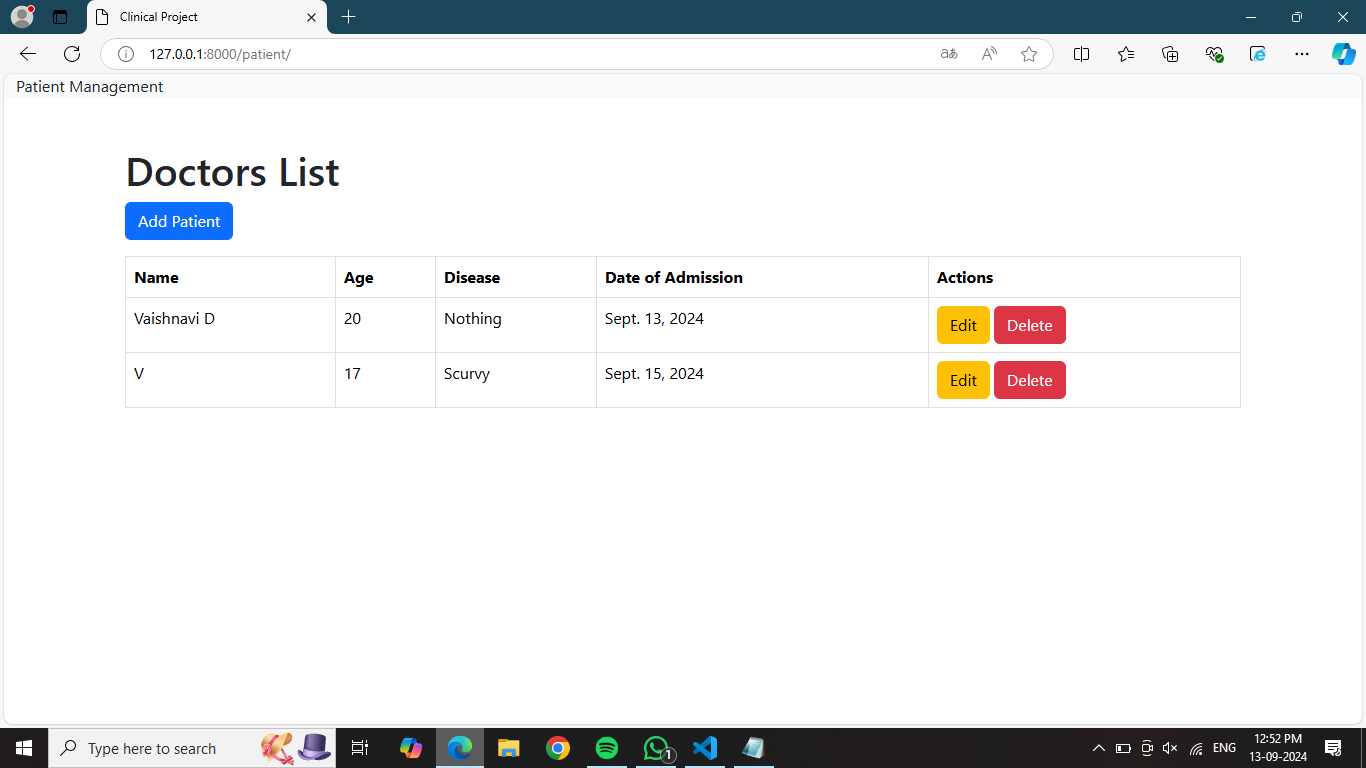 Clinical Project
127.0.0.1:8000/patient/
Patient Management
Doctors List
Add Patient
Name Age Disease Date of Admission Actions
Vaishnavi D 20 Nothing Sept. 13, 2024 Edit Delete
V 17 Scurvy Sept. 15, 2024 Edit Delete
Type here to search
1
ENG
12:52 PM
13-09-2024